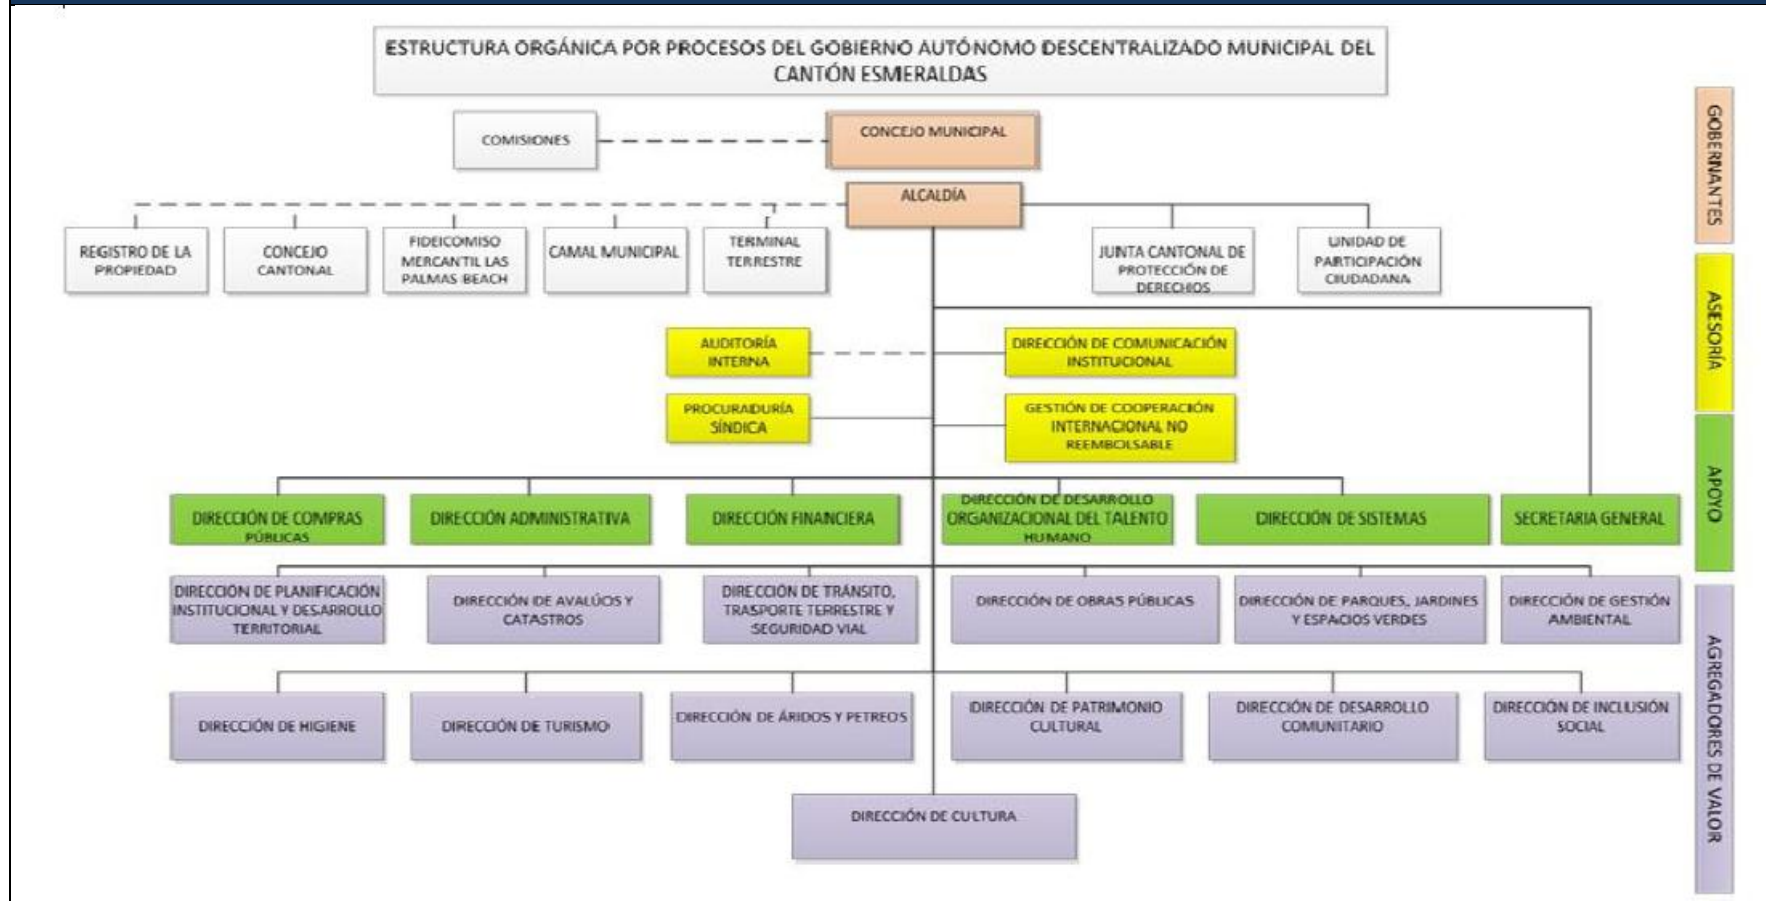 ESTRUCTURA ORGÁNICA POR PROCESOS DEL GOBIERNO AUTÓNOMO DESCENTRALIZADO MUNICIPAL DEL
CANTÓN ESMERALDAS
COMISIONES
CONCEJO MUNICIPAL
ALCALDÍA
REGISTRO DE LA
PROPIEDAD
CONCEJO
CANTONAL
FIDEICOMISO
MERCANTIL LAS
PALMAS BEACH
CAMAL MUNICIPAL
TERMINAL
TERRESTRE
JUNTA CANTONAL DE
PROTECCIÓN DE
DERECHOS
UNIDAD DE
PARTICIPACIÓN
CIUDADANA
GOBERNANTES
AUDITORÍA
INTERNA
DIRECCIÓN DE COMUNICACIÓN
INSTITUCIONAL
PROCURADURÍA
SÍNDICA
GESTIÓN DE COOPERACIÓN
INTERNACIONAL NO
REEMBOLSABLE
ASESORÍA
DIRECCIÓN DE COMPRAS
PÚBLICAS
DIRECCIÓN ADMINISTRATIVA
DIRECCIÓN FINANCIERA
DIRECCIÓN DE DESARROLLO
ORGANIZACIONAL DEL TALENTO
HUMANO
DIRECCIÓN DE SISTEMAS
SECRETARIA GENERAL
APOYO
DIRECCIÓN DE PLANIFICACIÓN
INSTITUCIONAL Y DESARROLLO
TERRITORIAL
DIRECCIÓN DE AVALÚOS Y
CATASTROS
DIRECCIÓN DE TRÁNSITO,
TRASPORTE TERRESTRE Y
SEGURIDAD VIAL
DIRECCIÓN DE OBRAS PÚBLICAS
DIRECCIÓN DE PARQUES, JARDINES
Y ESPACIOS VERDES
DIRECCIÓN DE GESTIÓN
AMBIENTAL
DIRECCIÓN DE HIGIENE
DIRECCIÓN DE TURISMO
DIRECCIÓN DE ÁRIDOS Y PETREOS
DIRECCIÓN DE PATRIMONIO
CULTURAL
DIRECCIÓN DE DESARROLLO
COMUNITARIO
DIRECCIÓN DE INCLUSIÓN
SOCIAL
DIRECCIÓN DE CULTURA
AGREGADORES DE VALOR